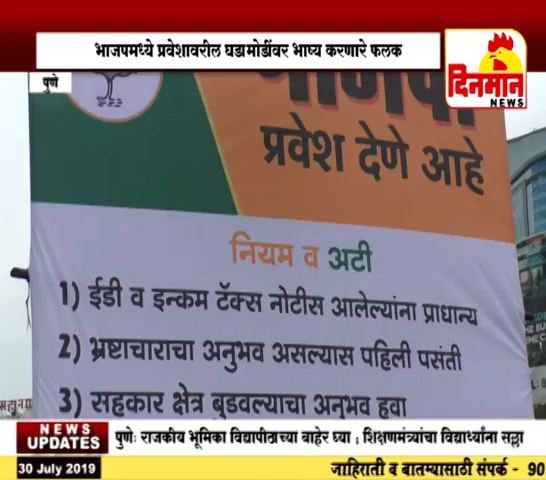 भाजपमध्ये प्रवेशावरील घडामोडींवर भाष्य करणारे फलक
पुणे
दिनमान
NEWS
प्रवेश देणे आहे
नियम व अटी
1) ईडी व इन्कम टॅक्स नोटीस आलेल्यांना प्राधान्य
2) भ्रष्टाचाराचा अनुभव असल्यास पहिली पसंती
3) सहकार क्षेत्र बुडवल्याचा अनुभव हवा
NEWS
UPDATES
पुणेः राजकीय भूमिका विद्यापीठाच्या बाहेर घ्या ; शिक्षणमंत्र्यांचा विद्यार्थ्यांना सल्ला
30 July 2019
जाहिराती व बातम्यासाठी संपर्क - 90